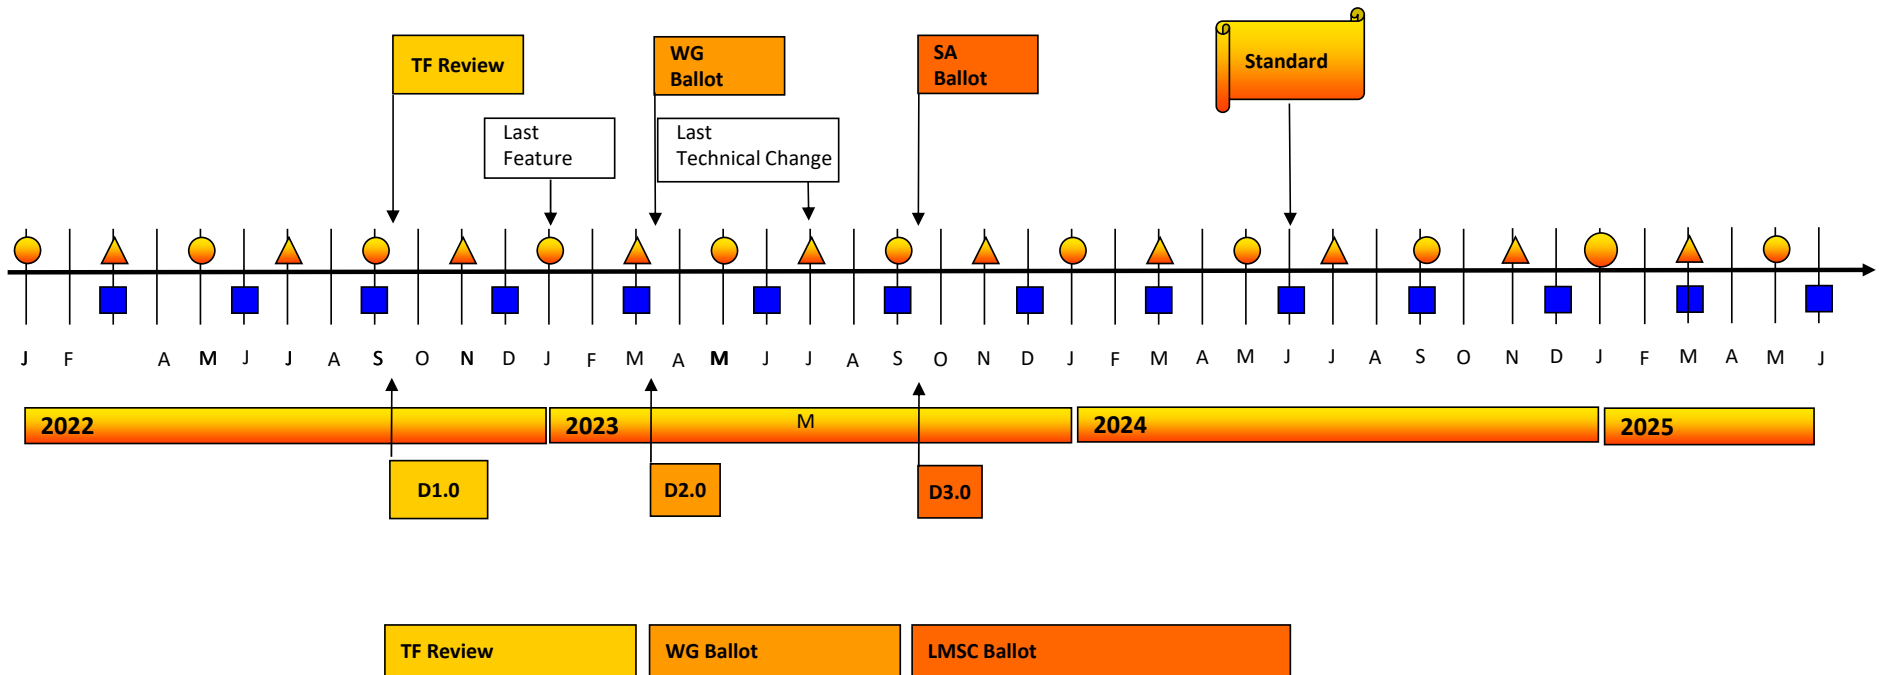 TF Review
WG
Ballot
SA
Ballot
Standard
Last
Feature
Last
Technical Change
J F A M J J A S O N D J F M A M J J A S O N D J F M A M J J A S O N D J F M A M J
2022
2023
M
2024
2025
D1.0
D2.0
D3.0
TF Review
WG Ballot
LMSC Ballot